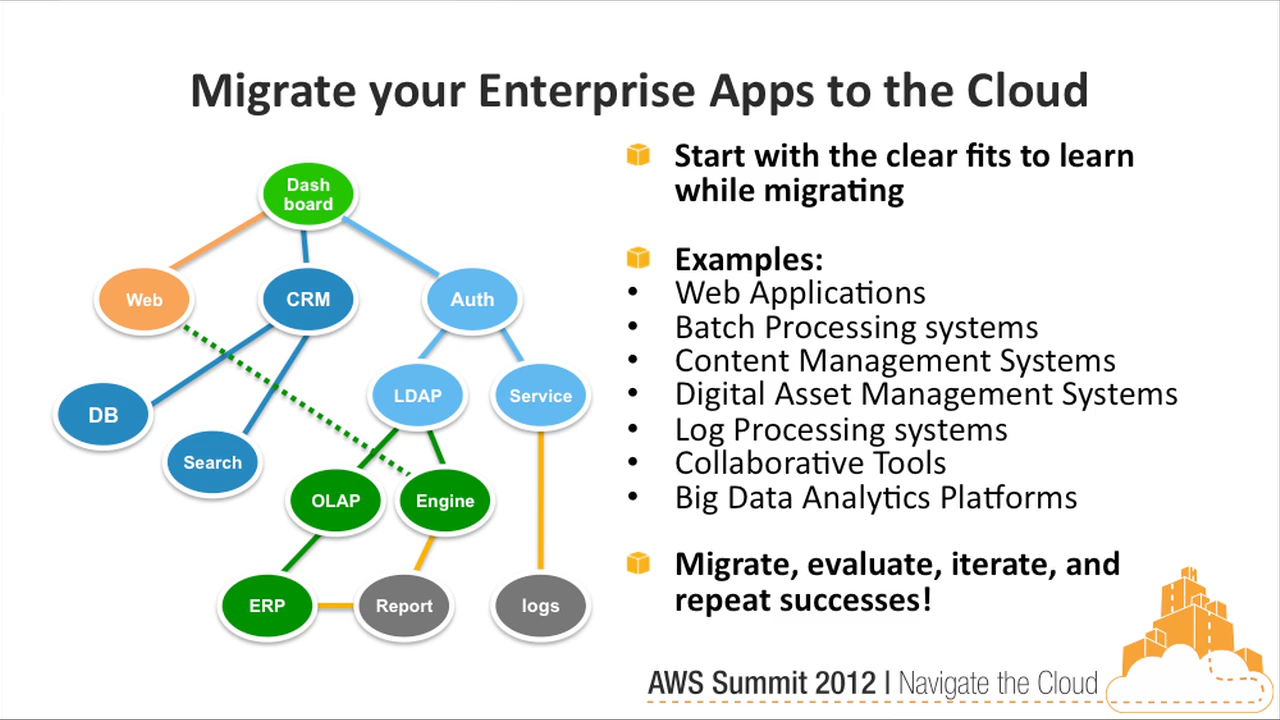 Migrate your Enterprise Apps to the Cloud
Dash
board
Web
CRM
Auth
DB
Search
LDAP
Service
OLAP
Engine
ERP
Report
logs
Start with the clear fits to learn
while migrating
Examples:
• Web Applications
• Batch Processing systems
• Content Management Systems
• Digital Asset Management Systems
• Log Processing systems
• Collaborative Tools
• Big Data Analytics Platforms
Migrate, evaluate, iterate, and
repeat successes!
AWS Summit 2012 | Navigate the Cloud